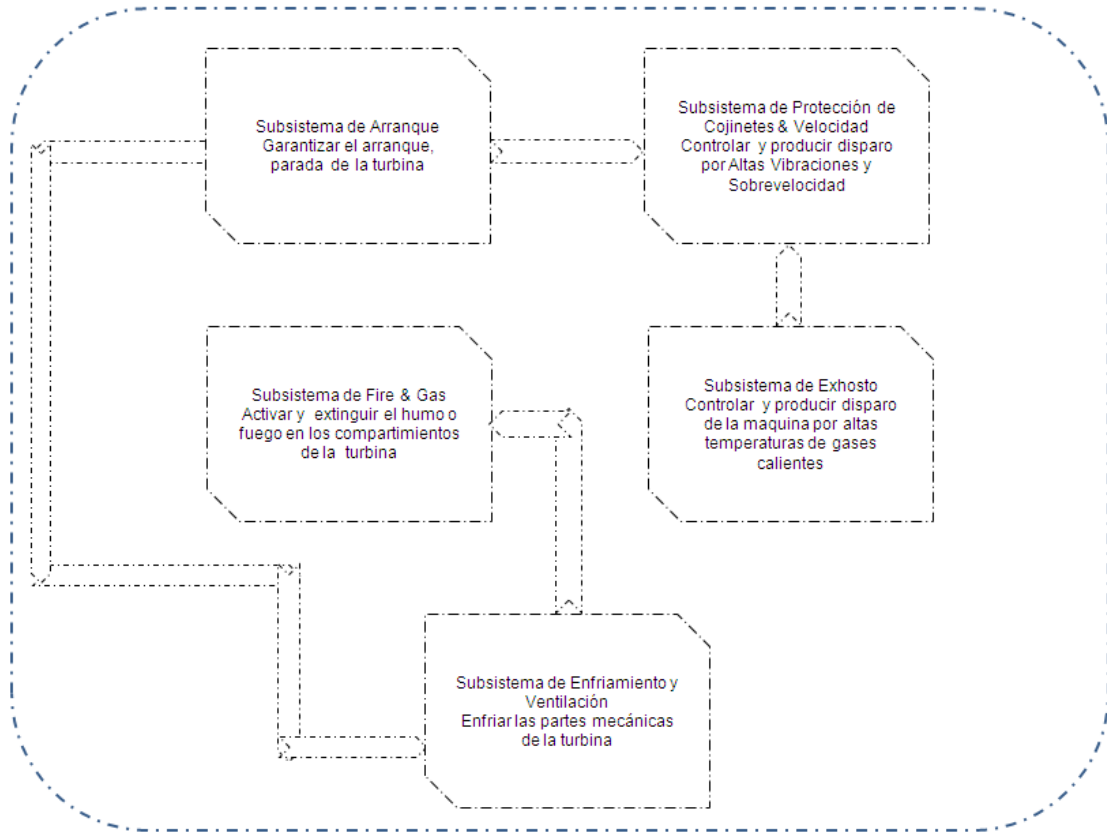 Subsistema de Arranque
Garantizar el arranque,
parada de la turbina
Subsistema de Protección de
Cojinetes & Velocidad
Controlar y producir disparo
por Altas Vibraciones y
Sobrevelocidad
Subsistema de Fire & Gas
Activar y extinguir el humo o
fuego en los compartimientos
de la turbina
Subsistema de Exhosto
Controlar y producir disparo
de la maquina por altas
temperaturas de gases
calientes
Subsistema de Enfriamiento y
Ventilación
Enfriar las partes mecánicas
de la turbina